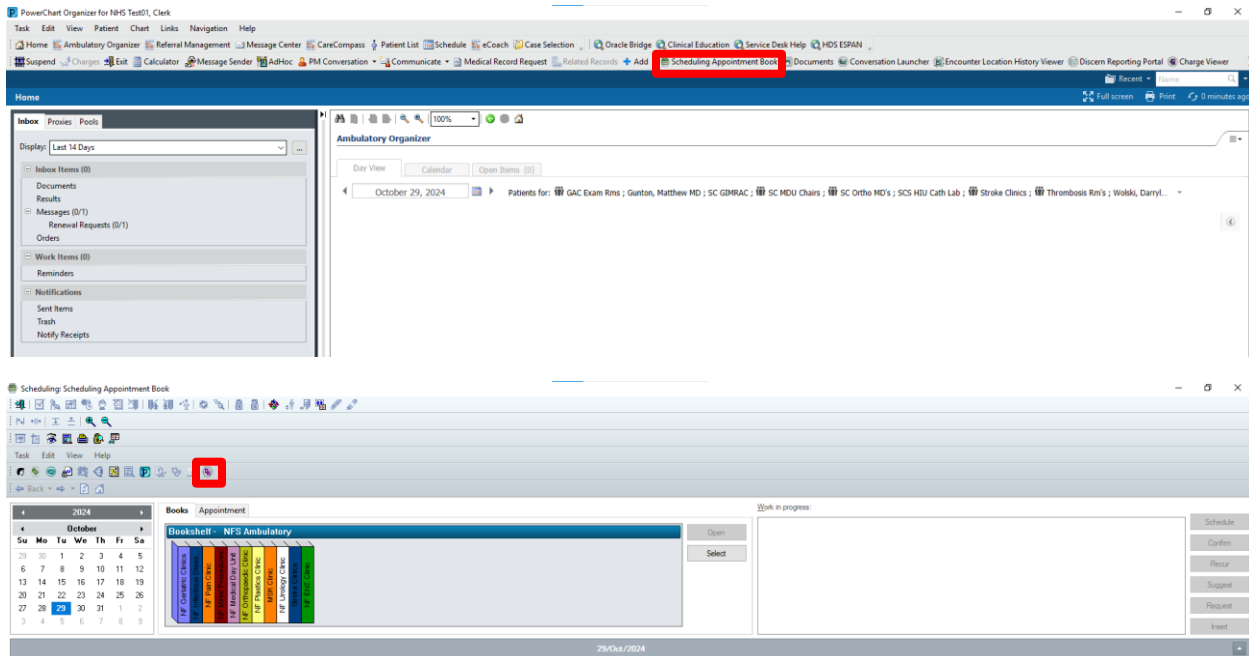 PowerChart Organizer for NHS Test01, Clerk
Task Edit View Patient Chart Links Navigation Help
Home Ambulatory Organizer Referral Management Message Center CareCompass Patient List Schedule eCoach Case Selection Oracle Bridge Clinical Education Service Desk Help HDS ESPAN
Suspend Charges Exit Calculator Message Sender AdHoc PM Conversation Communicate Medical Record Request Related Records Add Scheduling Appointment Book Documents Conversation Launcher Encounter Location History Viewer Discern Reporting Portal Charge Viewer
Recent Name
Home Full screen Print 0 minutes ago
Inbox Proxies Pools
100%
Display: Last 14 Days ...
Ambulatory Organizer
Inbox Items (0)
Day View Calendar Open Items (0)
Documents
October 29, 2024 Patients for: GAC Exam Rms ; Gunton, Matthew MD ; SC GIMRAC ; SC MDU Chairs ; SC Ortho MD's ; SCS HIU Cath Lab ; Stroke Clinics ; Thrombosis Rm's ; Wolski, Darryl...
Results
Messages (0/1)
Renewal Requests (0/1)
Orders
Work Items (0)
Reminders
Notifications
Sent Items
Trash
Notify Receipts
Scheduling: Scheduling Appointment Book
Task Edit View Help
Back
2024
October
Su Mo Tu We Th Fr Sa
29 30 1 2 3 4 5
6 7 8 9 10 11 12
13 14 15 16 17 18 19
20 21 22 23 24 25 26
27 28 29 30 31 1 2
3 4 5 6 7 8 9
Books Appointment
Bookshelf - NFS Ambulatory
NF Geriatric Clinics
NF Pain Clinic
NF Medical Day Unit
NF Orthopaedic Clinic
NF Plastics Clinic
MSK Clinic
NF Urology Clinic
Stroke Clinics
NF ENT Clinic
Open
Select
Work in progress:
Schedule
Confirm
Recur
Suggest
Request
Insert
29/Oct/2024